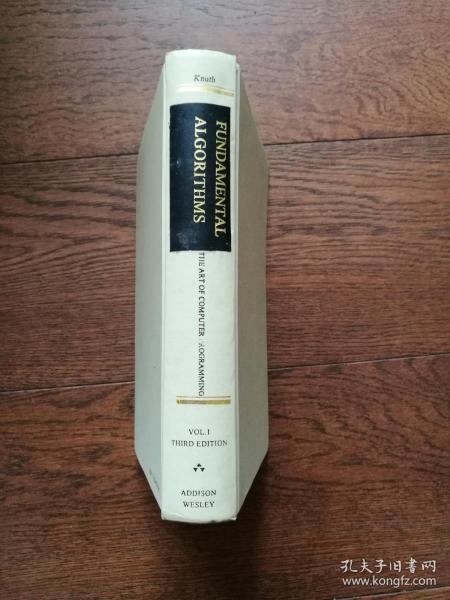 Knuth
FUNDAMENTAL
ALGORITHMS
THE ART OF COMPUTER PROGRAMMING
VOL.1
THIRD EDITION
ADDISON
WESLEY
孔夫子旧书网
www.kongfz.com